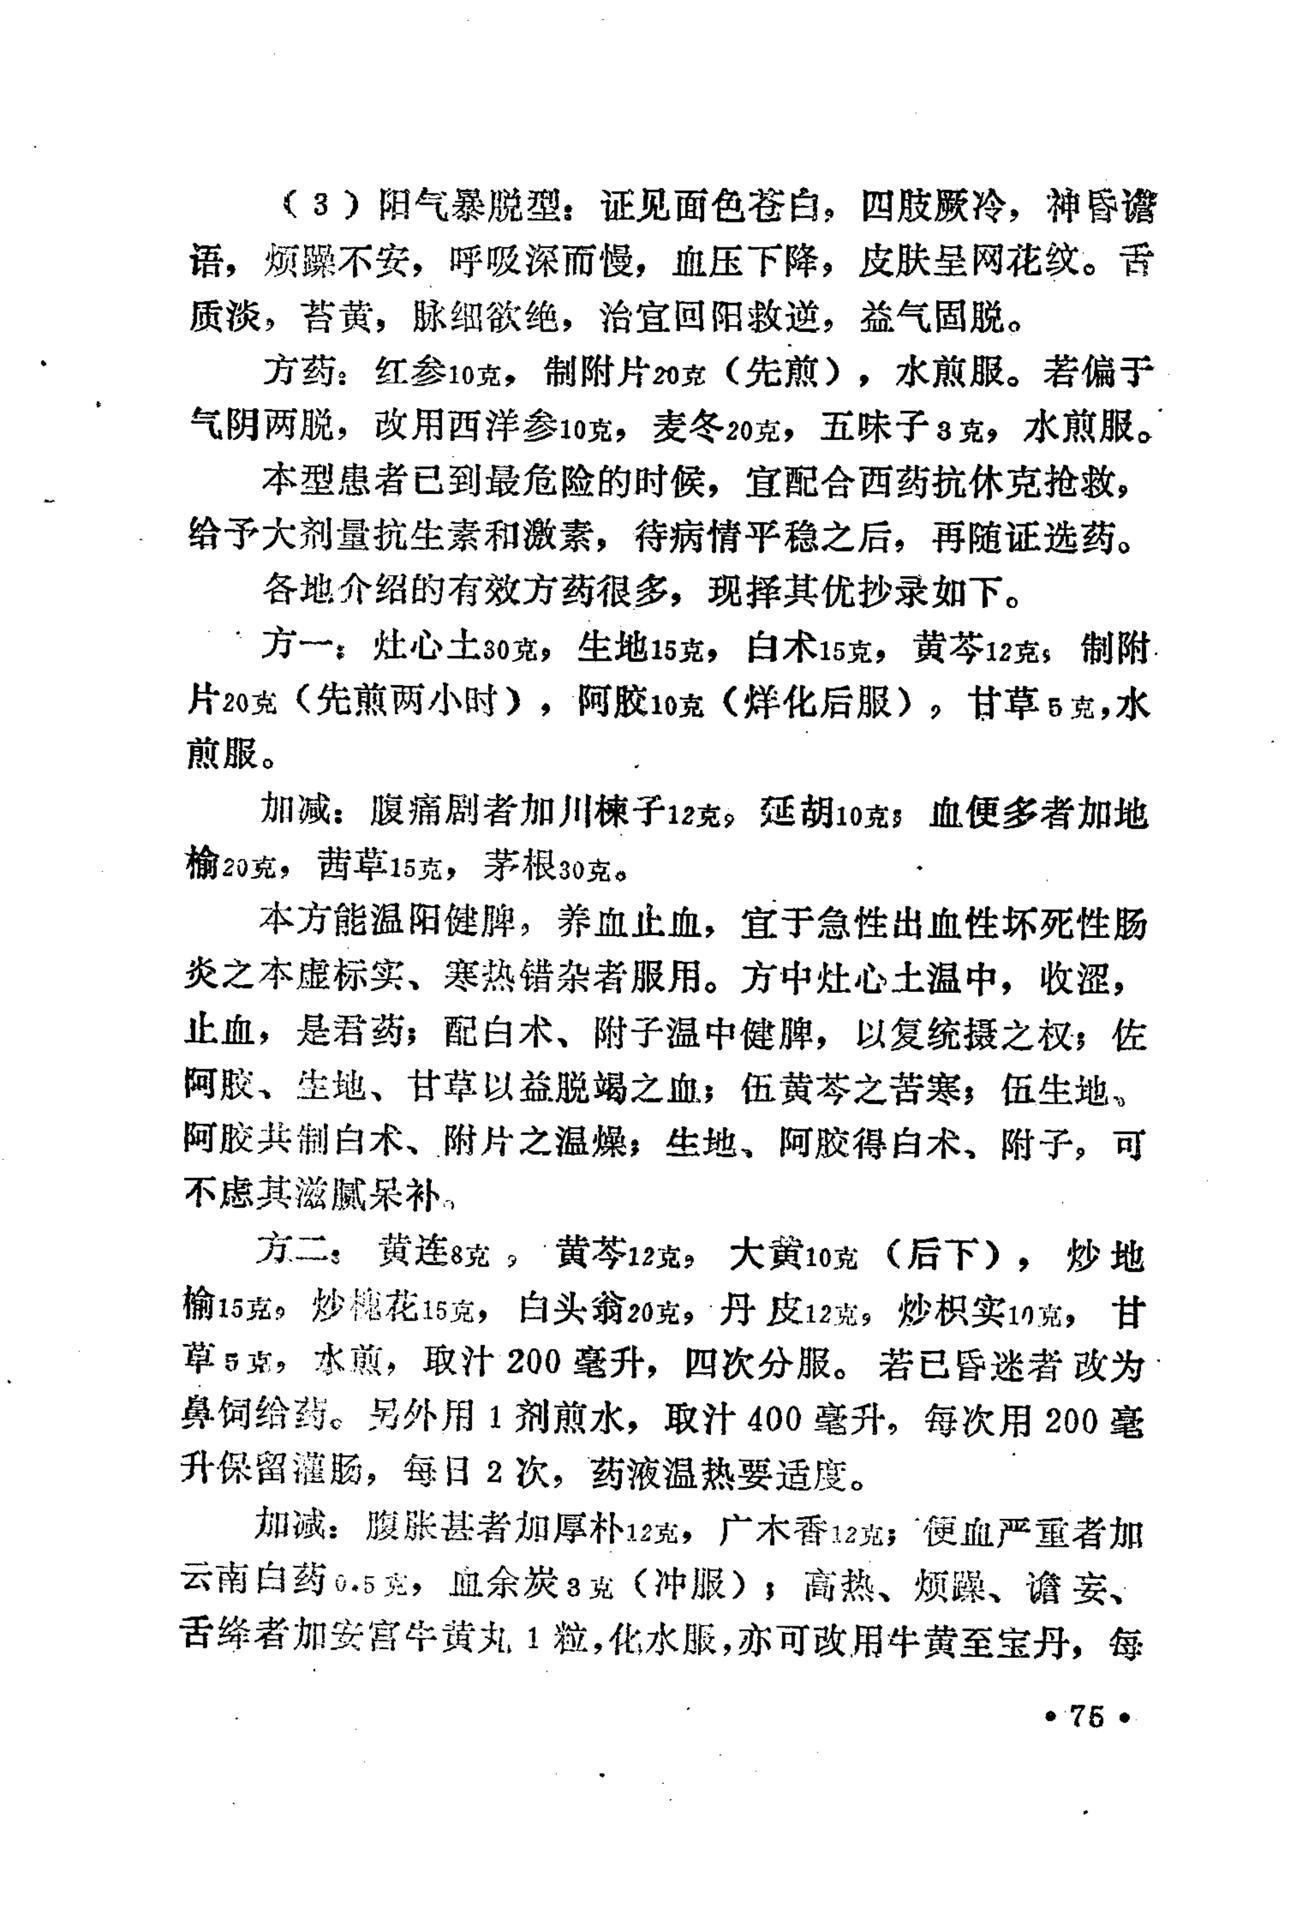 （3）阳气暴脱型：证见面色苍白，四肢厥冷，神昏谵
语，烦躁不安，呼吸深而慢，血压下降，皮肤呈网花纹。舌
质淡，苔黄，脉细欲绝，治宜回阳救逆，益气固脱。
方药：红参10克，制附片20克（先煎），水煎服。若偏于
气阴两脱，改用西洋参10克，麦冬20克，五味子3克，水煎服。
本型患者已到最危险的时候，宜配合西药抗休克抢救，
给予大剂量抗生素和激素，待病情平稳之后，再随证选药。
各地介绍的有效方药很多，现择其优抄录如下。
方一：灶心土30克，生地15克，白术15克，黄芩12克，制附
片20克（先煎两小时），阿胶10克（烊化后服），甘草5克，水
煎服。
加减：腹痛剧者加川楝子12克，延胡10克；血便多者加地
榆20克，茜草15克，茅根30克。
本方能温阳健脾，养血止血，宜于急性出血性坏死性肠
炎之本虚标实、寒热错杂者服用。方中灶心土温中，收涩，
止血，是君药；配白术、附子温中健脾，以复统摄之权；佐
阿胶、生地、甘草以益脱竭之血；伍黄芩之苦寒；伍生地、
阿胶共制白术、附片之温燥；生地、阿胶得白术、附子，可
不虑其滋腻呆补。
方二：黄连8克，黄芩12克，大黄10克（后下），炒地
榆15克，炒槐花15克，白头翁20克，丹皮12克，炒枳实10克，甘
草5克，水煎，取汁200毫升，四次分服。若已昏迷者改为
鼻饲给药。另外用1剂煎水，取汁400毫升，每次用200毫
升保留灌肠，每日2次，药液温热要适度。
加减：腹胀甚者加厚朴12克，广木香12克；便血严重者加
云南白药0.5克，血余炭3克（冲服）；高热、烦躁、谵妄、
舌绛者加安宫牛黄丸1粒，化水服，亦可改用牛黄至宝丹，每
•75•